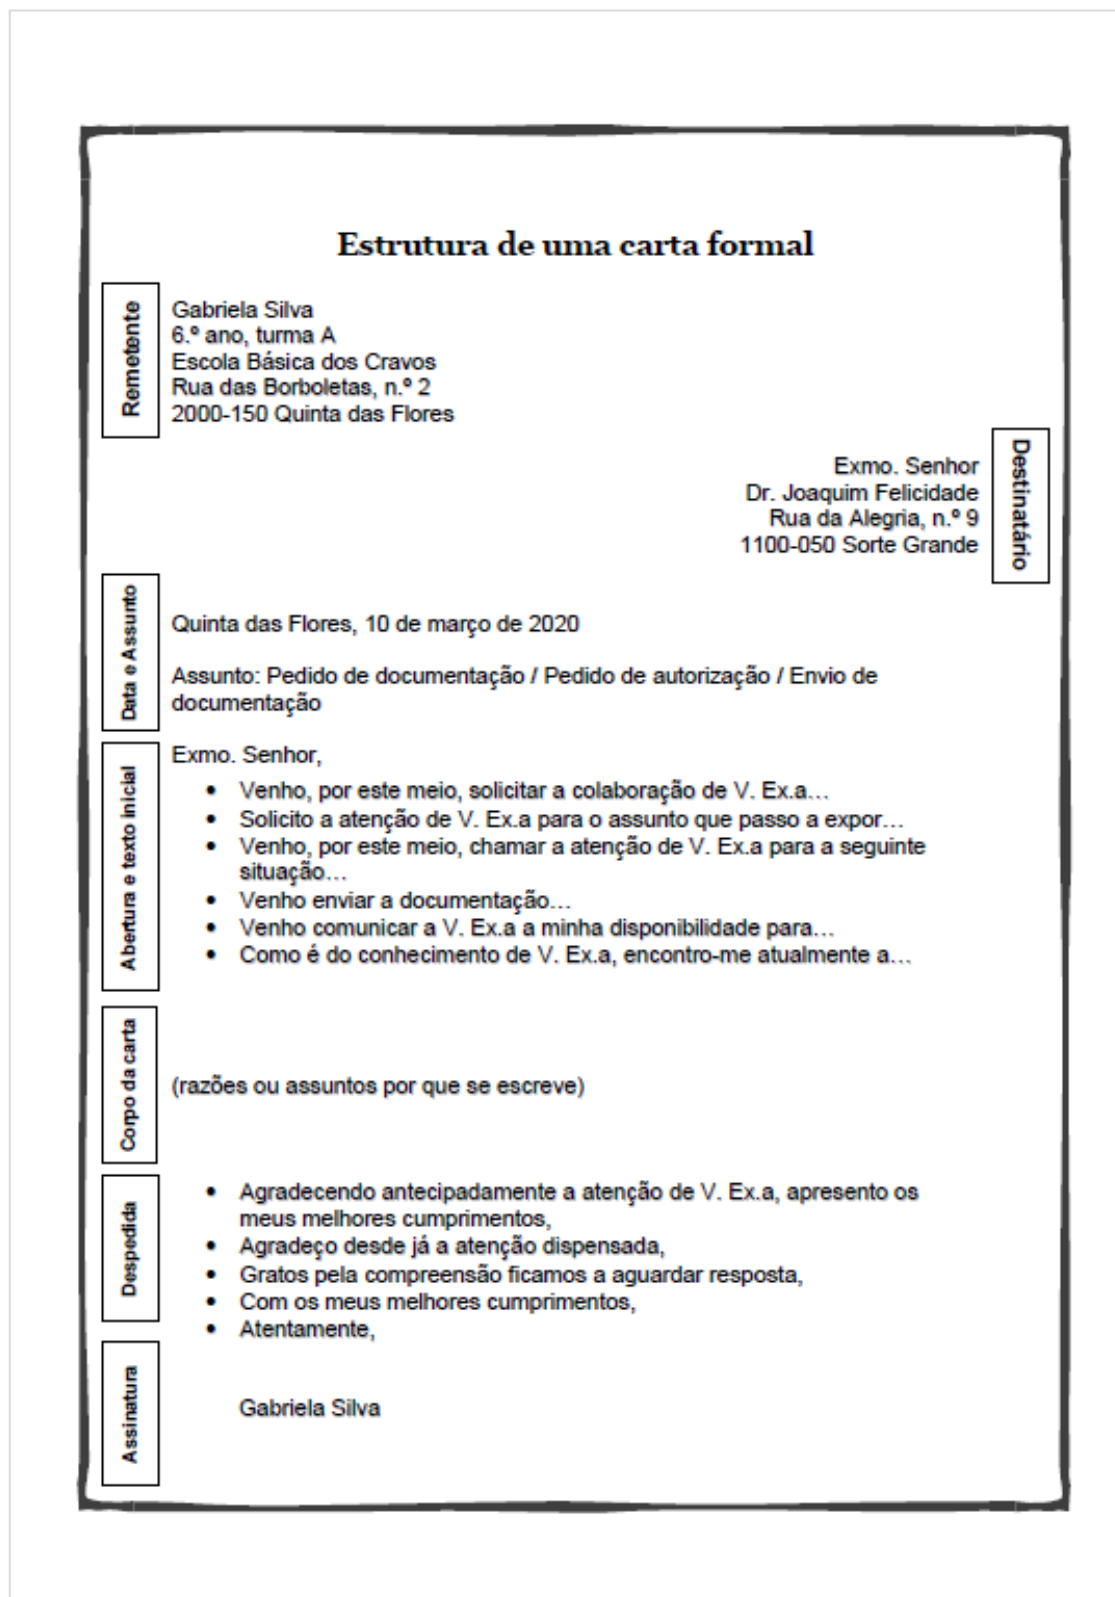 Estrutura de uma carta formal
Remetente
Gabriela Silva
6.º ano, turma A
Escola Básica dos Cravos
Rua das Borboletas, n.º 2
2000-150 Quinta das Flores
Destinatário
Exmo. Senhor
Dr. Joaquim Felicidade
Rua da Alegria, n.º 9
1100-050 Sorte Grande
Data e Assunto
Quinta das Flores, 10 de março de 2020
Assunto: Pedido de documentação / Pedido de autorização / Envio de
documentação
Abertura e texto inicial
Exmo. Senhor,
• Venho, por este meio, solicitar a colaboração de V. Ex.a…
• Solicito a atenção de V. Ex.a para o assunto que passo a expor…
• Venho, por este meio, chamar a atenção de V. Ex.a para a seguinte
situação…
• Venho enviar a documentação…
• Venho comunicar a V. Ex.a a minha disponibilidade para…
• Como é do conhecimento de V. Ex.a, encontro-me atualmente a…
Corpo da carta
(razões ou assuntos por que se escreve)
Despedida
• Agradecendo antecipadamente a atenção de V. Ex.a, apresento os
meus melhores cumprimentos,
• Agradeço desde já a atenção dispensada,
• Gratos pela compreensão ficamos a aguardar resposta,
• Com os meus melhores cumprimentos,
• Atentamente,
Assinatura
Gabriela Silva